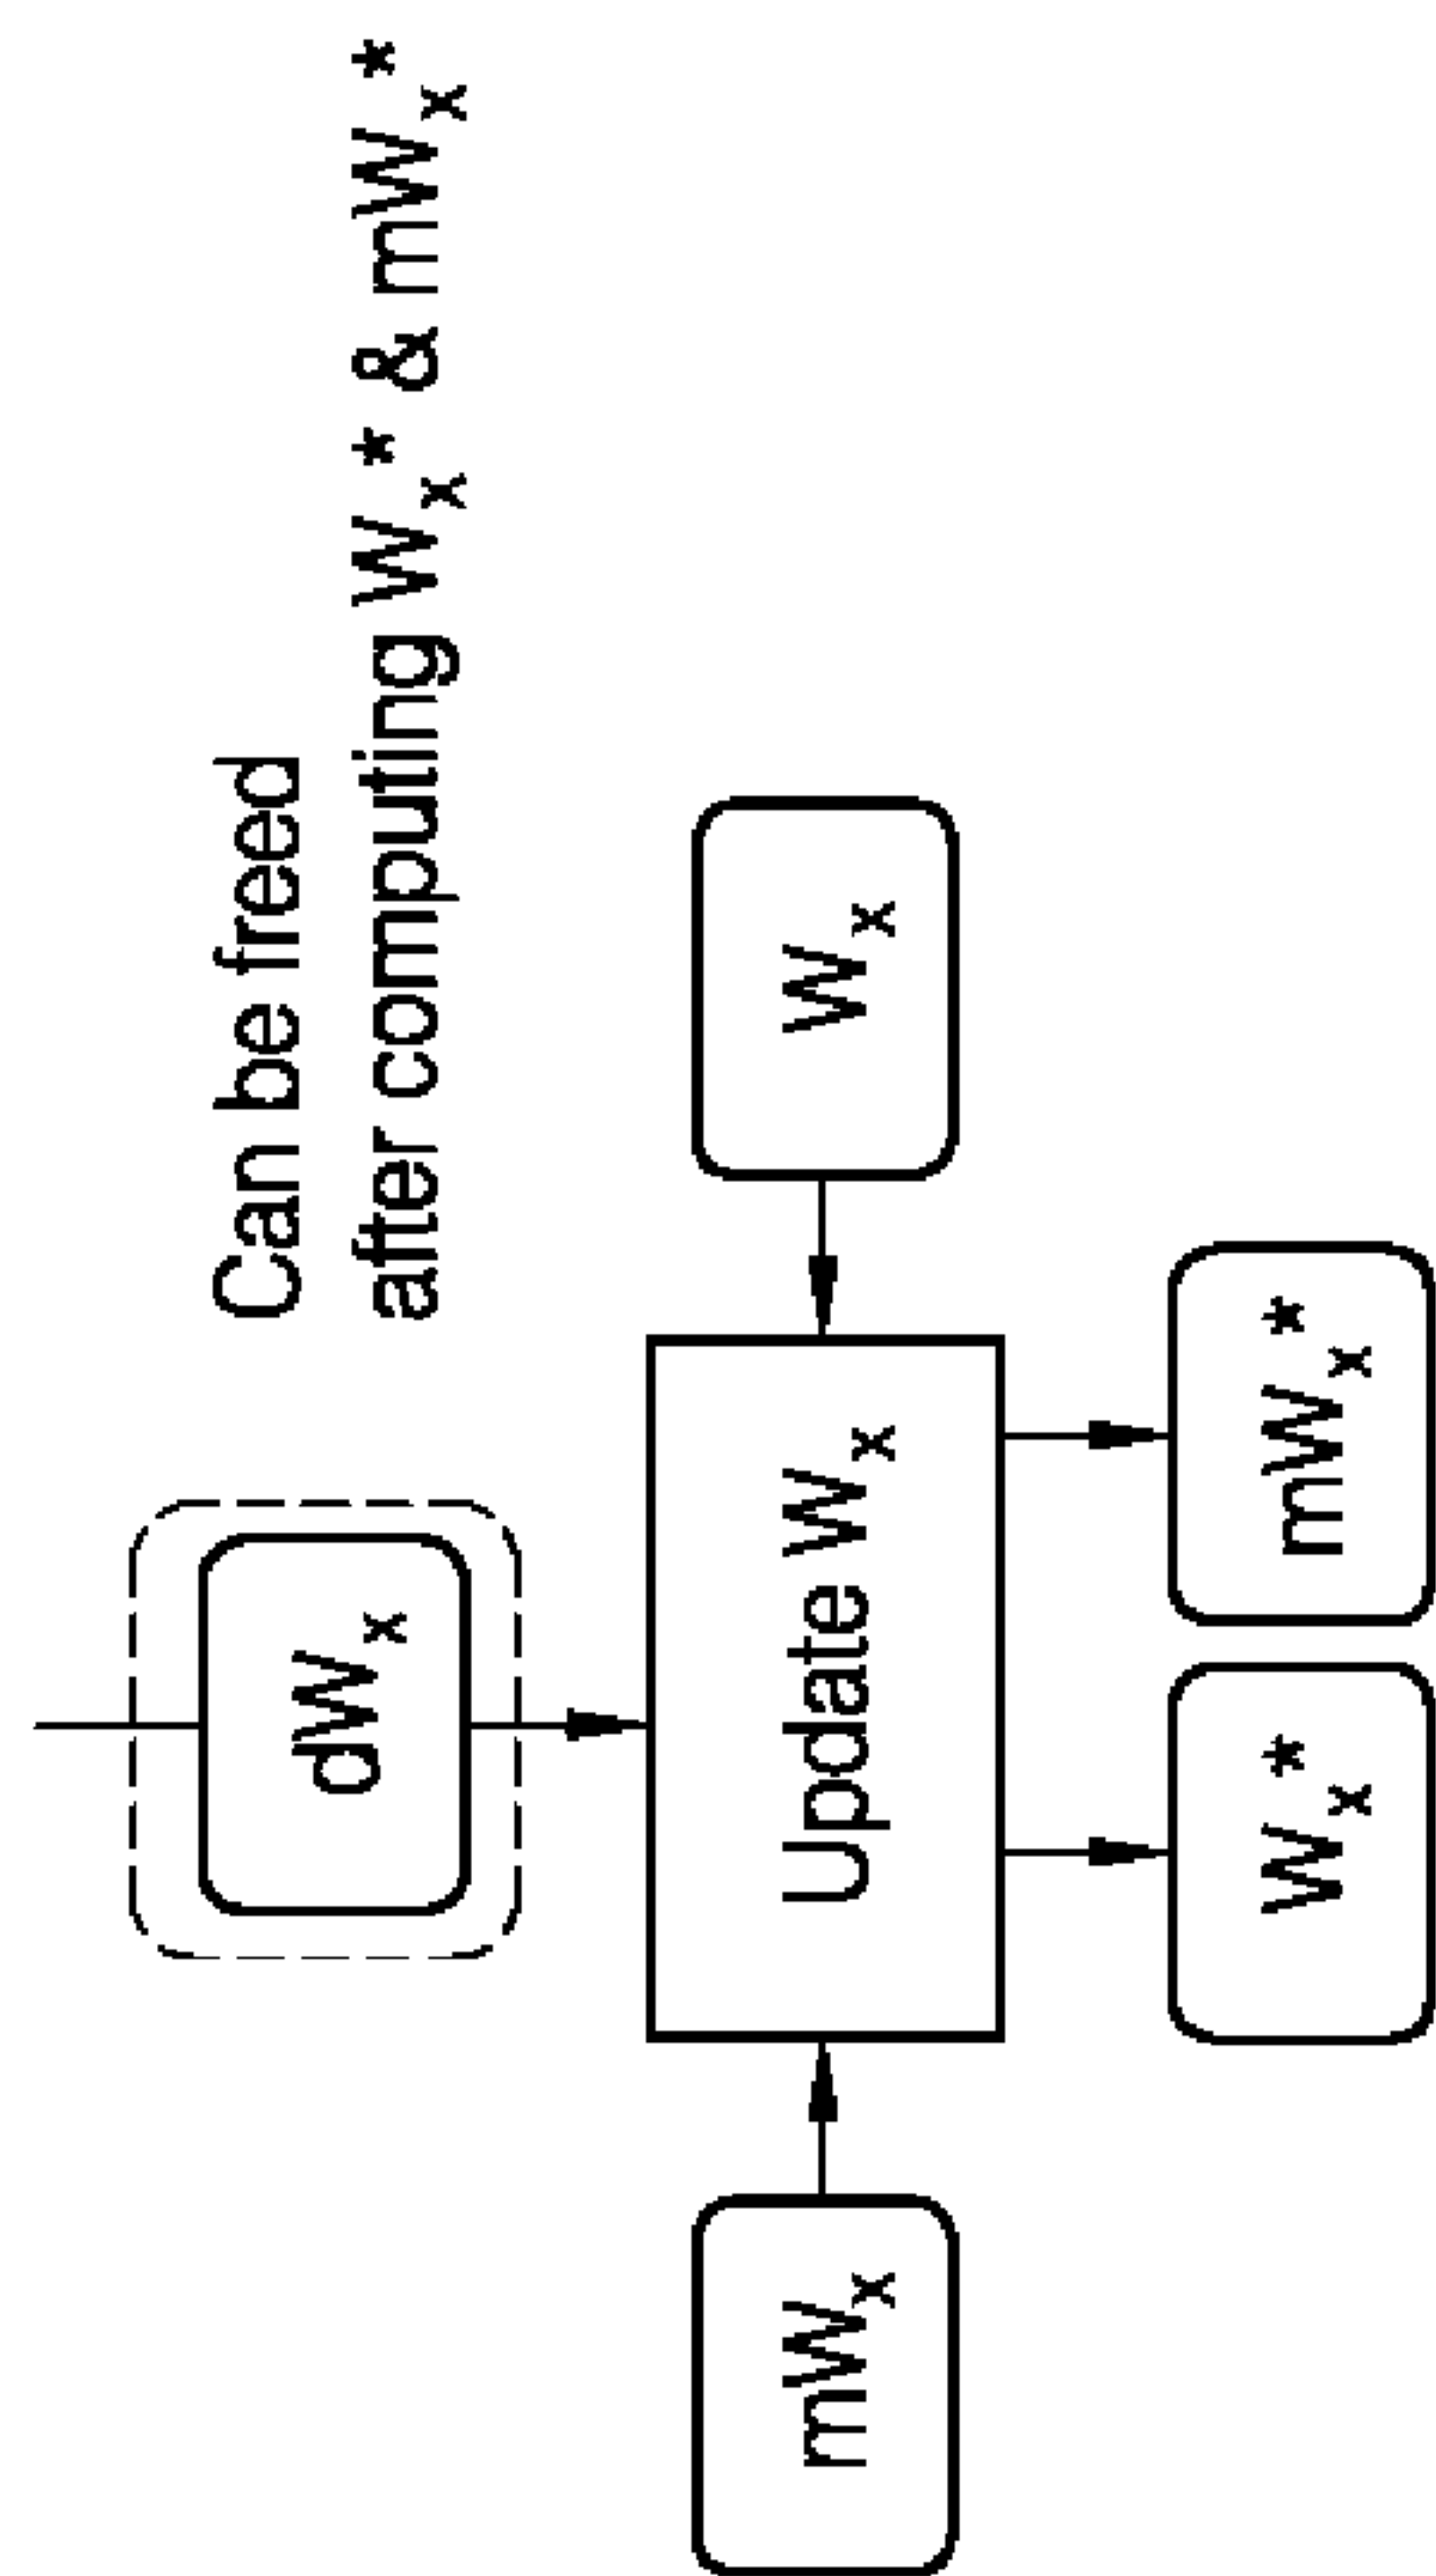 Can be freed
after computing Wx* & mWx*
dWx
mWx
Update Wx
Wx
Wx*
mWx*